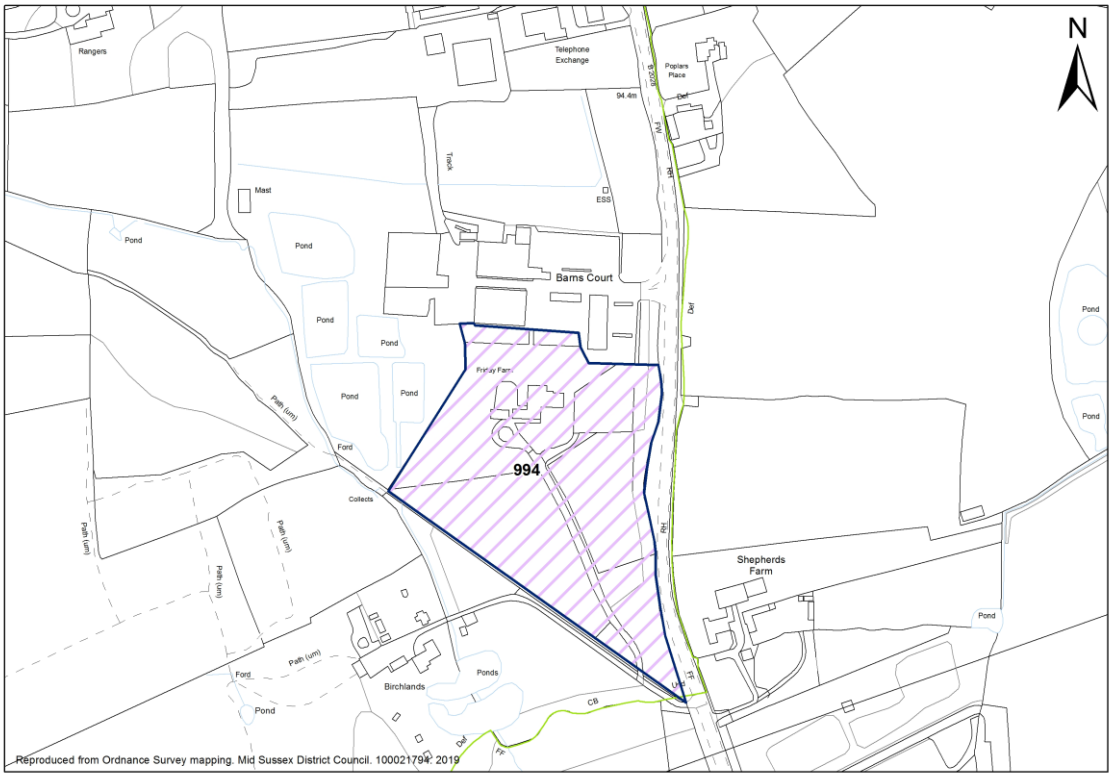 N
Rangers
Telephone
Exchange
Poplars
Place
B 2028
Def
94.4m
FW
Track
RH
Mast
ESS
Pond
Pond
Barns Court
Def
Pond
Pond
Pond
Friday Farm
Pond
Pond
Path (um)
Ford
994
Collects
Path (um)
Path (um)
Path (um)
RH
Shepherds
Farm
Pond
Path (um)
Ford
Ponds
FF
Birchlands
Und
CB
Pond
Def
FF
Reproduced from Ordnance Survey mapping. Mid Sussex District Council. 100021794. 2019